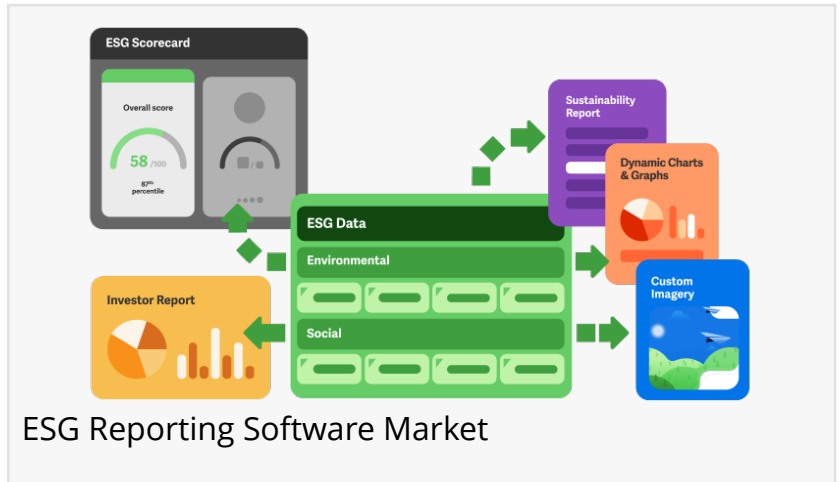 ESG Scorecard
Overall score
58 /100
87th
percentile
Sustainability
Report
Dynamic Charts
& Graphs
ESG Data
Environmental
Custom
Imagery
Investor Report
Social
ESG Reporting Software Market